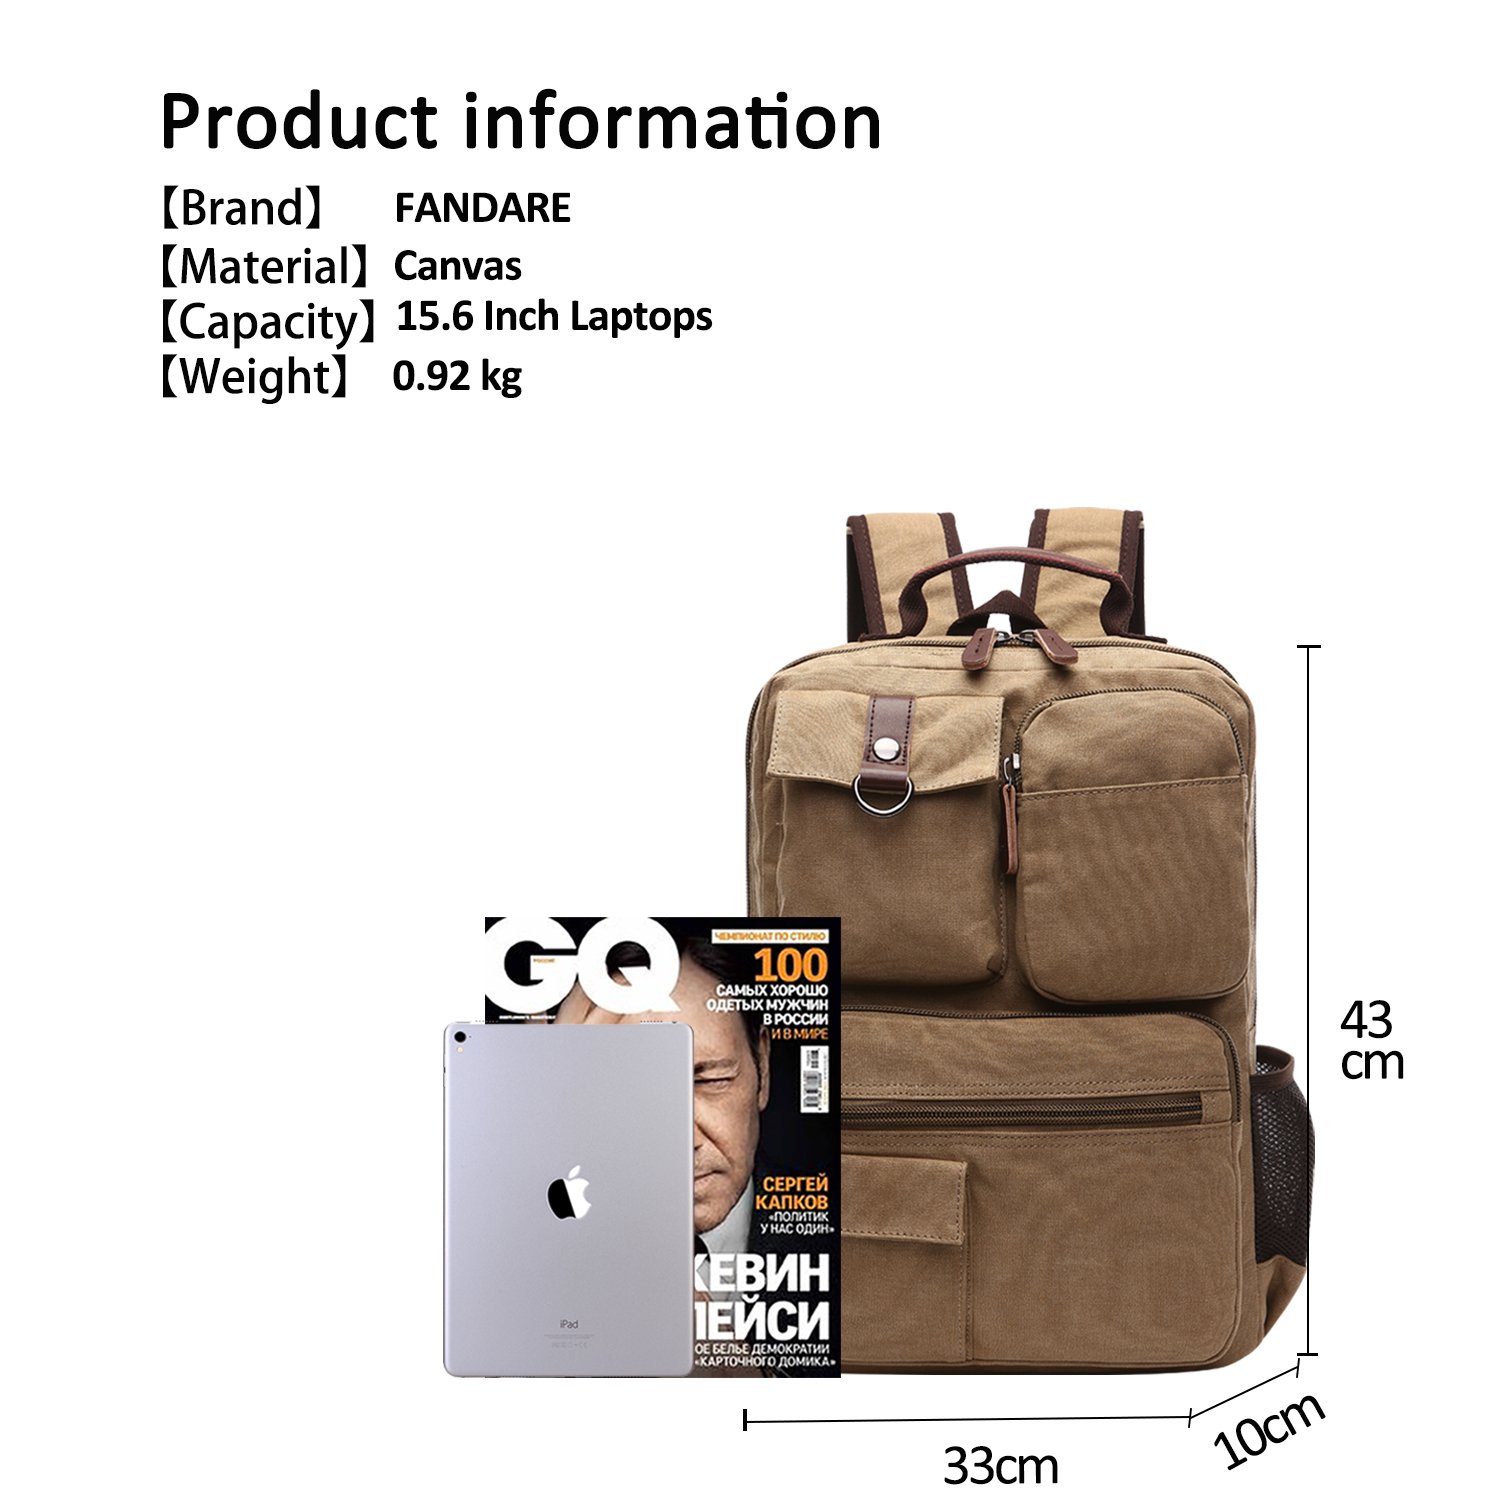 Product information
【Brand】 FANDARE
【Material】 Canvas
【Capacity】 15.6 Inch Laptops
【Weight】 0.92 kg
GQ
ЧЕМПИОНАТ ПО СТИЛЮ
100
САМЫХ ХОРОШО
ОДЕТЫХ МУЖЧИН
В РОССИИ
И В МИРЕ
СЕРГЕЙ
КАПКОВ
«ПОЛИТИК
У НАС ОДИН»
КЕВИН
ПЕЙСИ
ОЕ БЕЛЬЕ ДЕМОКРАТИИ
«КАРТОЧНОГО ДОМИКА»
iPad
43
cm
33cm
10cm